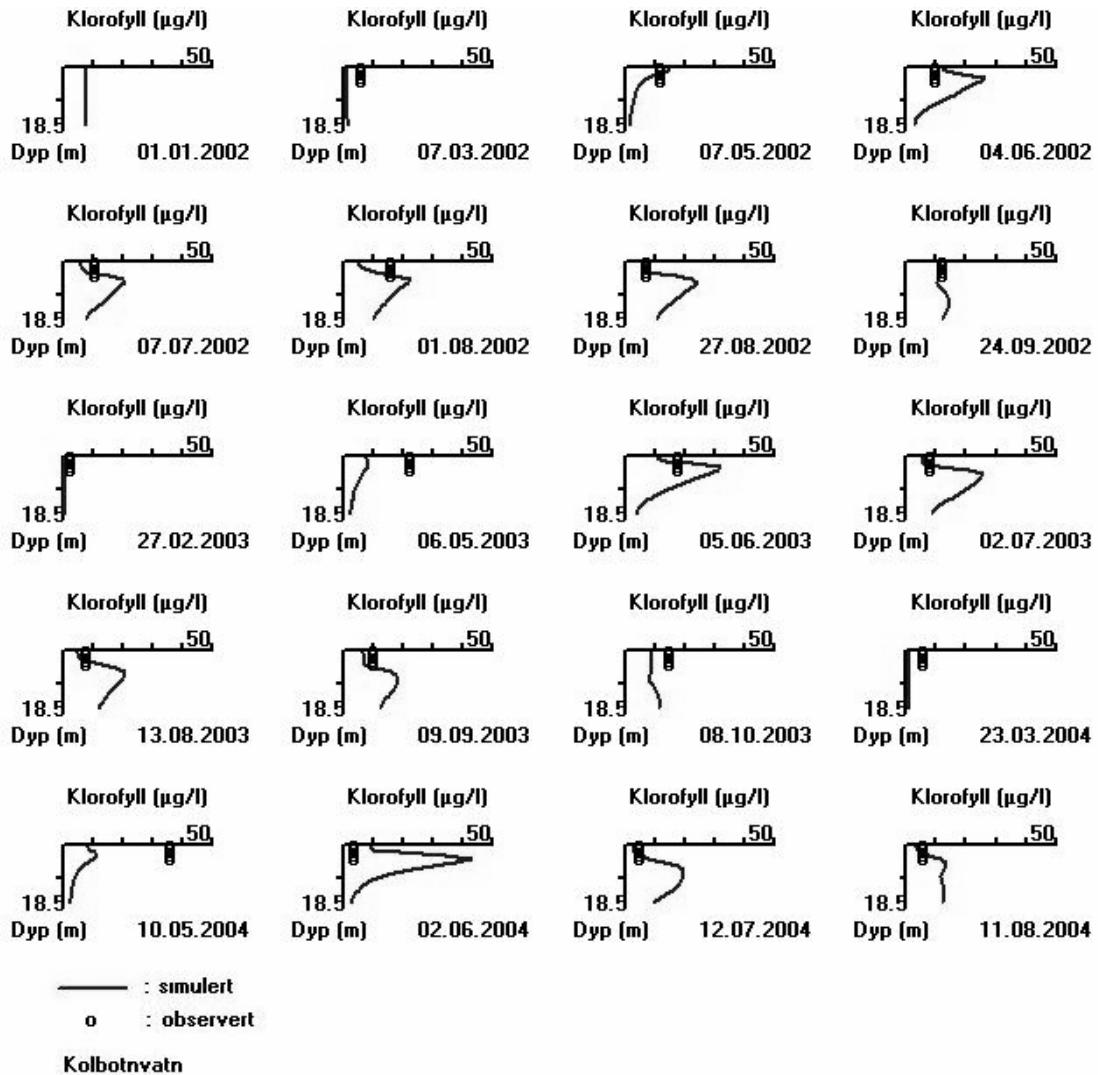 Klorofyll (µg/l) Klorofyll (µg/l) Klorofyll (µg/l) Klorofyll (µg/l)
50 50 50 50
18.5 18.5 18.5 18.5
Dyp (m) 01.01.2002 Dyp (m) 07.03.2002 Dyp (m) 07.05.2002 Dyp (m) 04.06.2002
Klorofyll (µg/l) Klorofyll (µg/l) Klorofyll (µg/l) Klorofyll (µg/l)
50 50 50 50
18.5 18.5 18.5 18.5
Dyp (m) 07.07.2002 Dyp (m) 01.08.2002 Dyp (m) 27.08.2002 Dyp (m) 24.09.2002
Klorofyll (µg/l) Klorofyll (µg/l) Klorofyll (µg/l) Klorofyll (µg/l)
50 50 50 50
18.5 18.5 18.5 18.5
Dyp (m) 27.02.2003 Dyp (m) 06.05.2003 Dyp (m) 05.06.2003 Dyp (m) 02.07.2003
Klorofyll (µg/l) Klorofyll (µg/l) Klorofyll (µg/l) Klorofyll (µg/l)
50 50 50 50
18.5 18.5 18.5 18.5
Dyp (m) 13.08.2003 Dyp (m) 09.09.2003 Dyp (m) 08.10.2003 Dyp (m) 23.03.2004
Klorofyll (µg/l) Klorofyll (µg/l) Klorofyll (µg/l) Klorofyll (µg/l)
50 50 50 50
18.5 18.5 18.5 18.5
Dyp (m) 10.05.2004 Dyp (m) 02.06.2004 Dyp (m) 12.07.2004 Dyp (m) 11.08.2004
: simulert
o : observert
Kolbotnvatn